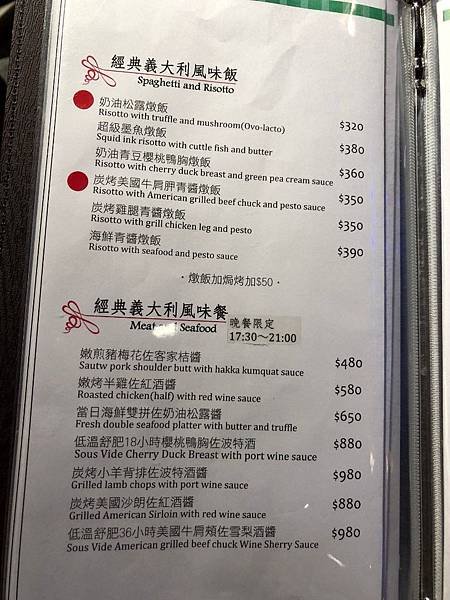 經典義大利風味飯
Spaghetti and Risotto
奶油松露燉飯
Risotto with truffle and mushroom(Ovo-lacto) $320
超級墨魚燉飯
Squid ink risotto with cuttle fish and butter $380
奶油青豆櫻桃鴨胸燉飯
Risotto with cherry duck breast and green pea cream sauce $360
炭烤美國牛肩胛青醬燉飯
Risotto with American grilled beef chuck and pesto sauce $350
炭烤雞腿青醬燉飯
Risotto with grill chicken leg and pesto $350
海鮮青醬燉飯
Risotto with seafood and pesto sauce $390
·燉飯加焗烤加$50·
經典義大利風味餐
Meat and Seafood
晚餐限定
17:30~21:00
嫩煎豬梅花佐客家桔醬
Sautw pork shoulder butt with hakka kumquat sauce $480
嫩烤半雞佐紅酒醬
Roasted chicken(half) with red wine sauce $580
當日海鮮雙拼佐奶油松露醬
Fresh double seafood platter with butter and truffle $650
低溫舒肥18小時櫻桃鴨胸佐波特酒
Sous Vide Cherry Duck Breast with port wine sauce $880
炭烤小羊背排佐波特酒醬
Grilled lamb chops with port wine sauce $980
炭烤美國沙朗佐紅酒醬
Grilled American Sirloin with red wine sauce $880
低溫舒肥36小時美國牛肩頰佐雪梨酒醬
Sous Vide American grilled beef chuck Wine Sherry Sauce $980